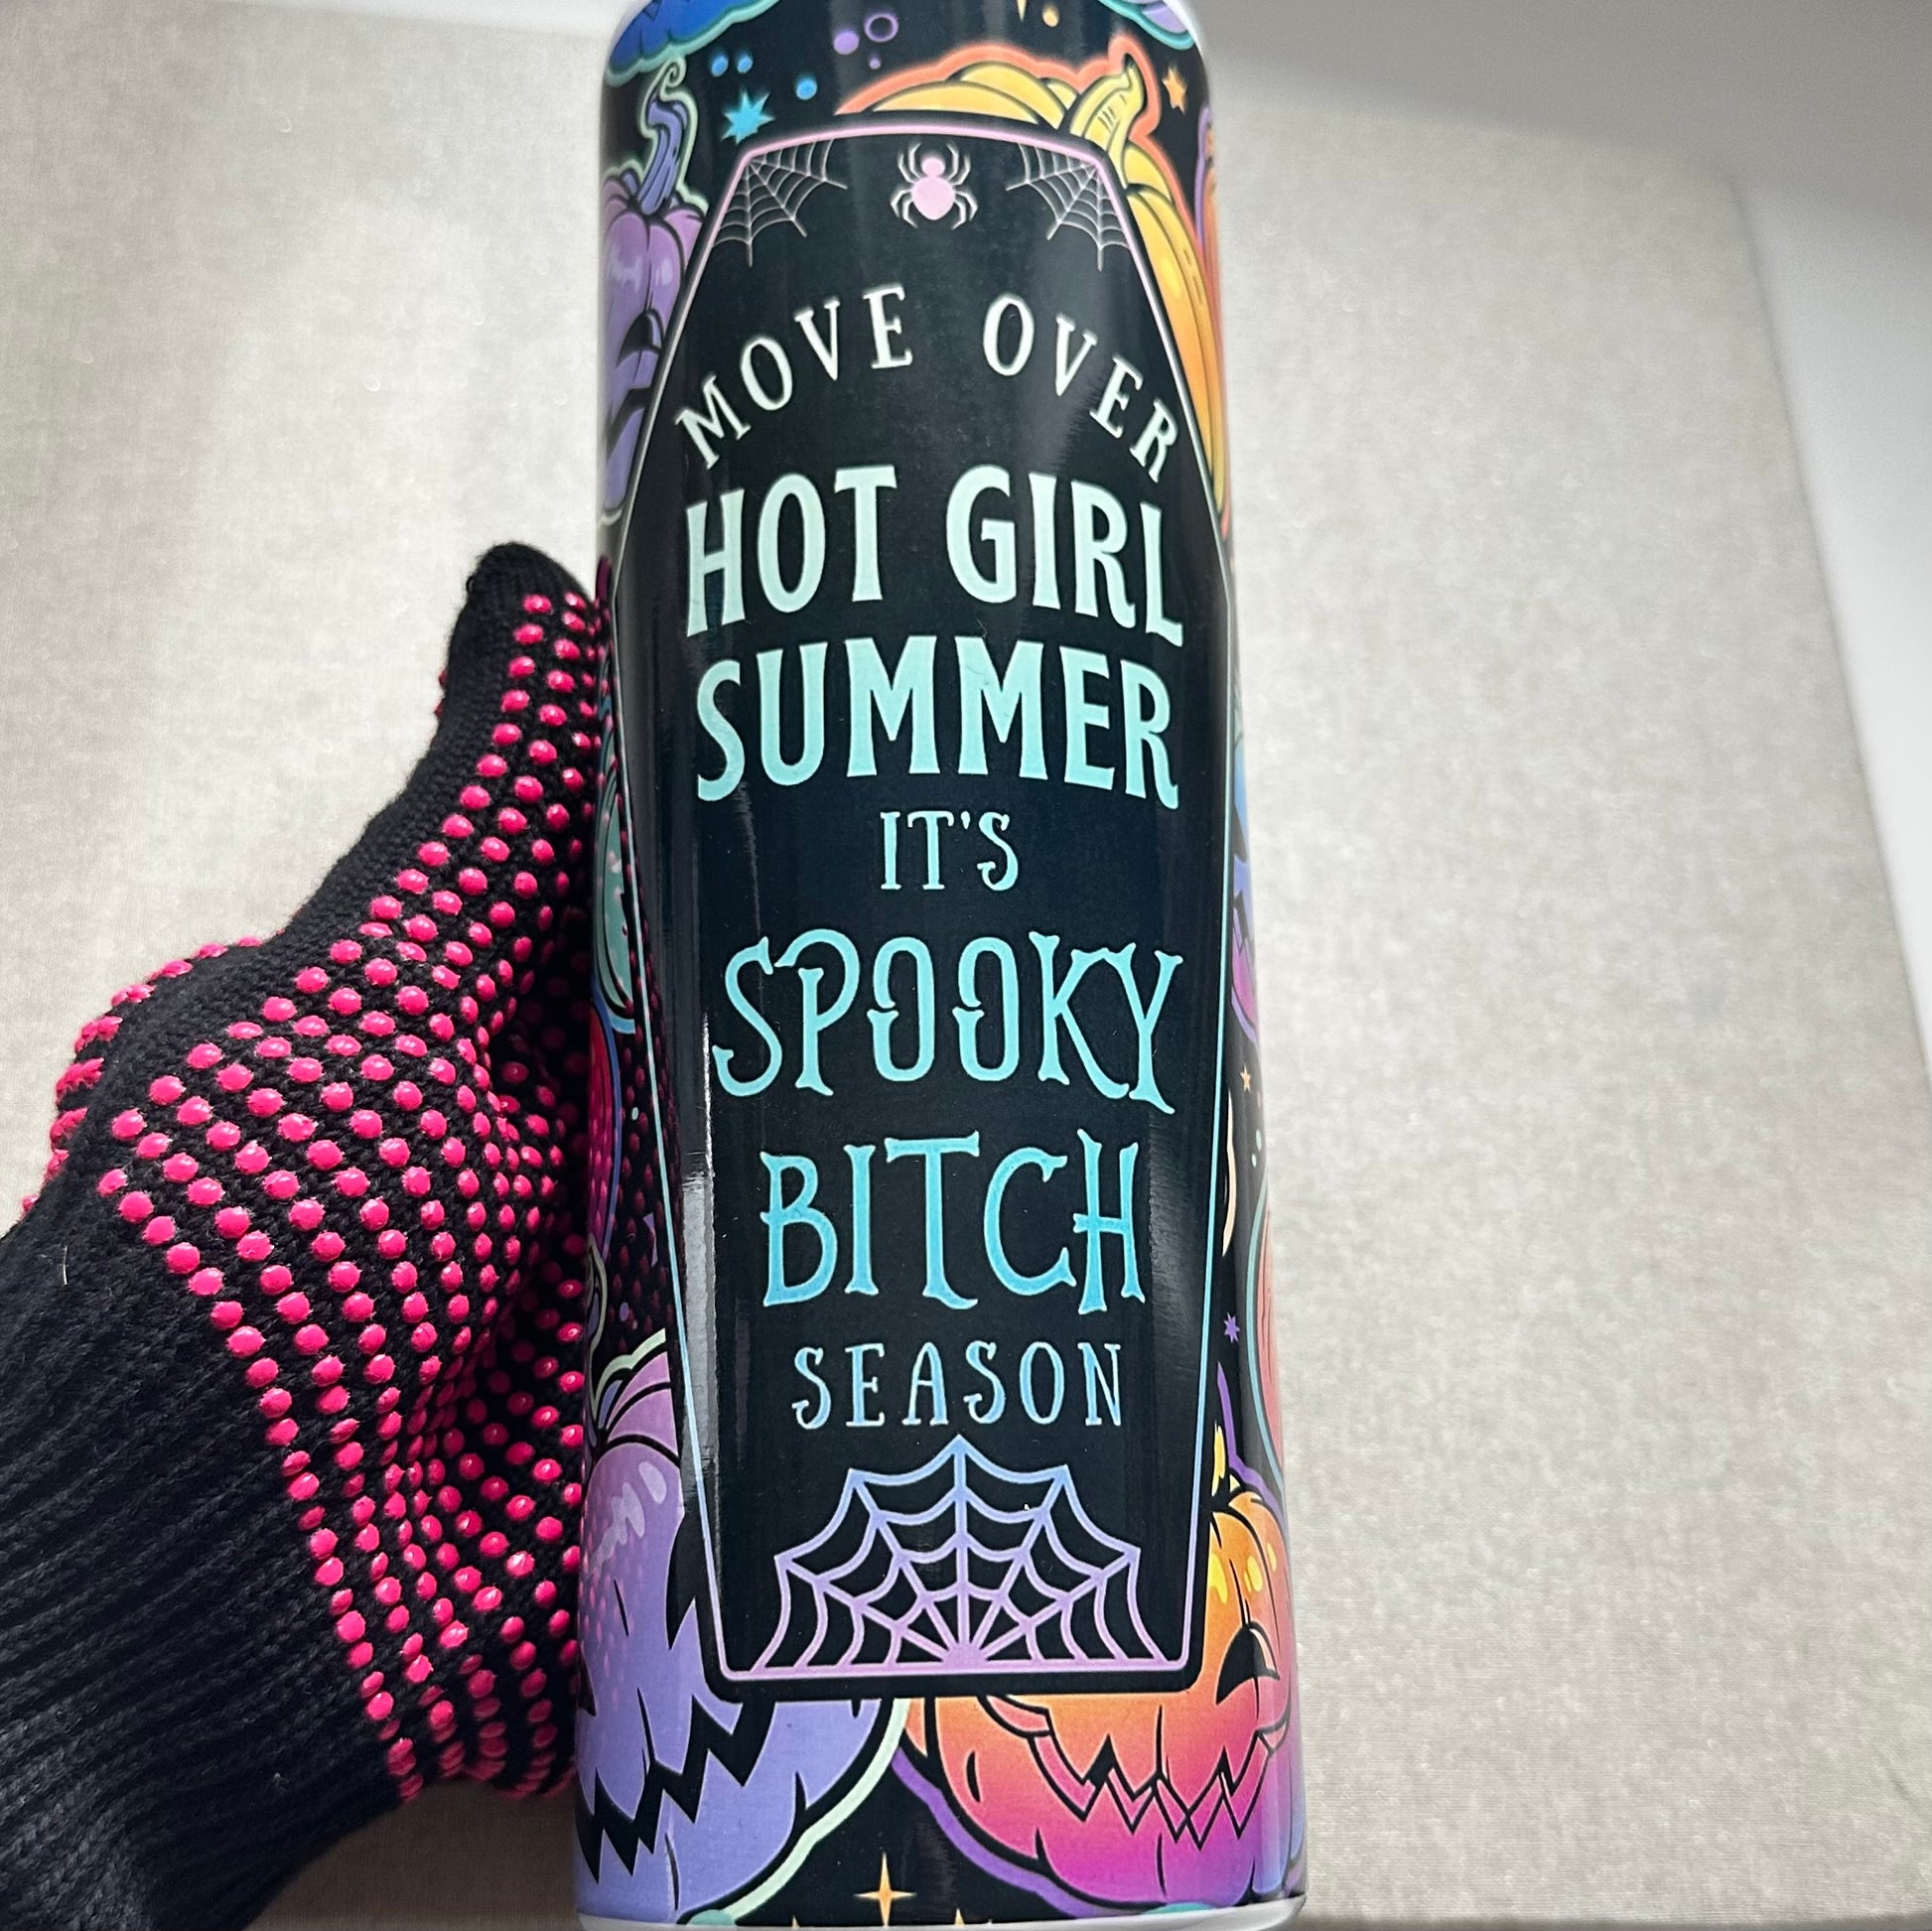 MOVE OVER
HOT GIRL
SUMMER
IT'S
SPOOKY
BITCH
SEASON